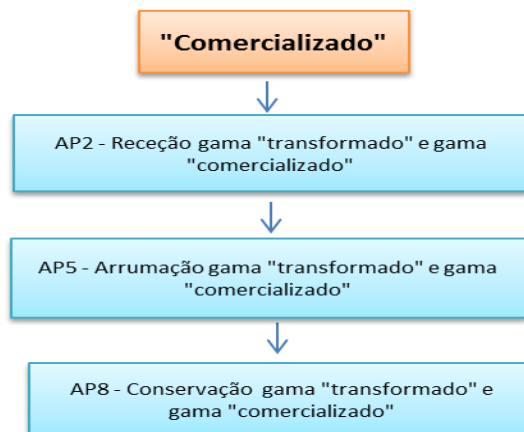 "Comercializado"
AP2 - Receção gama "transformado" e gama
"comercializado"
AP5 - Arrumação gama "transformado" e gama
"comercializado"
AP8 - Conservação gama "transformado" e
gama "comercializado"